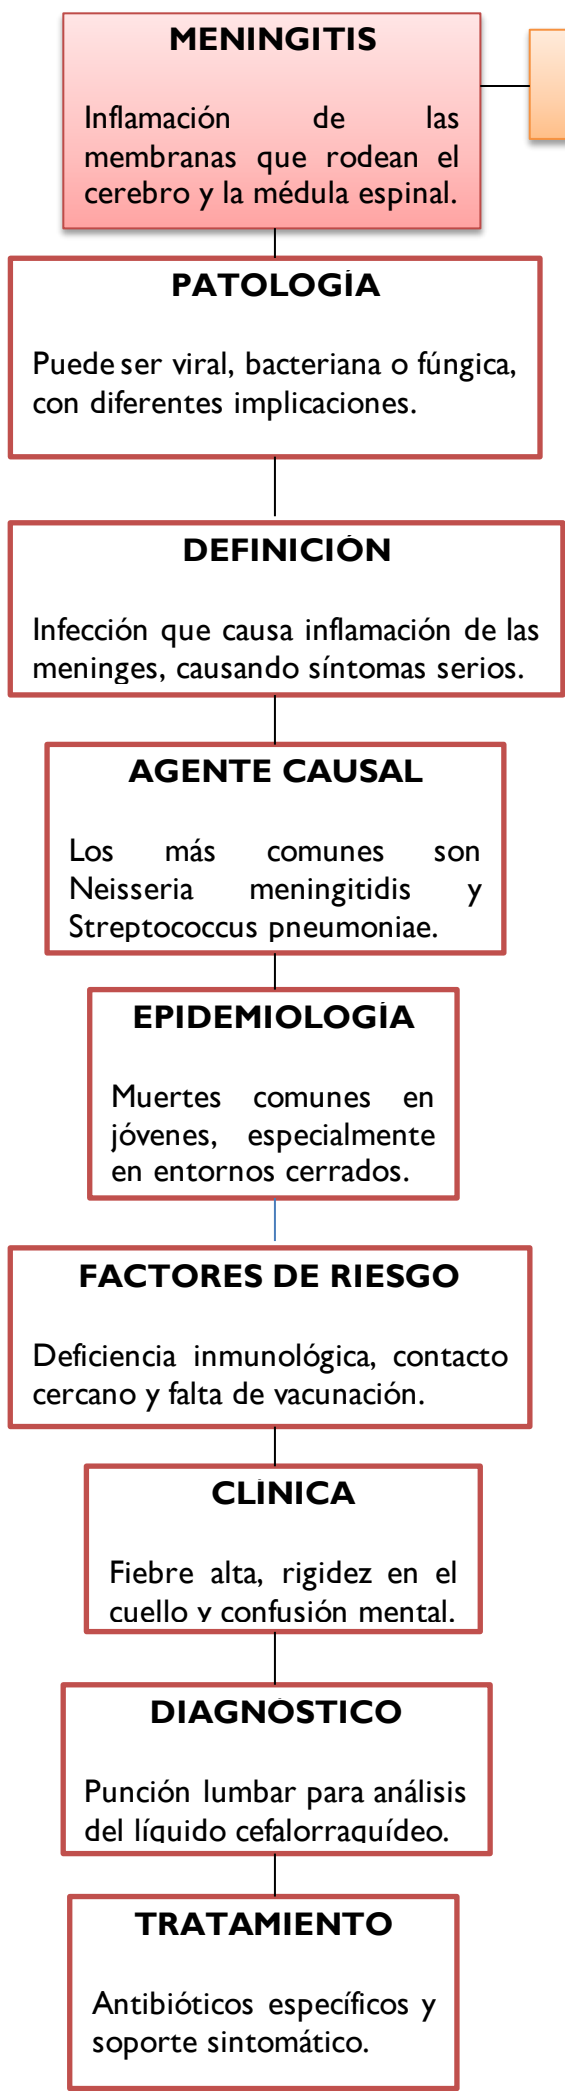 MENINGITIS
Inflamación de las
membranas que rodean el
cerebro y la médula espinal.
PATOLOGÍA
Puede ser viral, bacteriana o fúngica,
con diferentes implicaciones.
DEFINICIÓN
Infección que causa inflamación de las
meninges, causando síntomas serios.
AGENTE CAUSAL
Los más comunes son
Neisseria meningitidis y
Streptococcus pneumoniae.
EPIDEMIOLOGÍA
Muertes comunes en
jóvenes, especialmente
en entornos cerrados.
FACTORES DE RIESGO
Deficiencia inmunológica, contacto
cercano y falta de vacunación.
CLÍNICA
Fiebre alta, rigidez en el
cuello y confusión mental.
DIAGNÓSTICO
Punción lumbar para análisis
del líquido cefalorraquídeo.
TRATAMIENTO
Antibióticos específicos y
soporte sintomático.